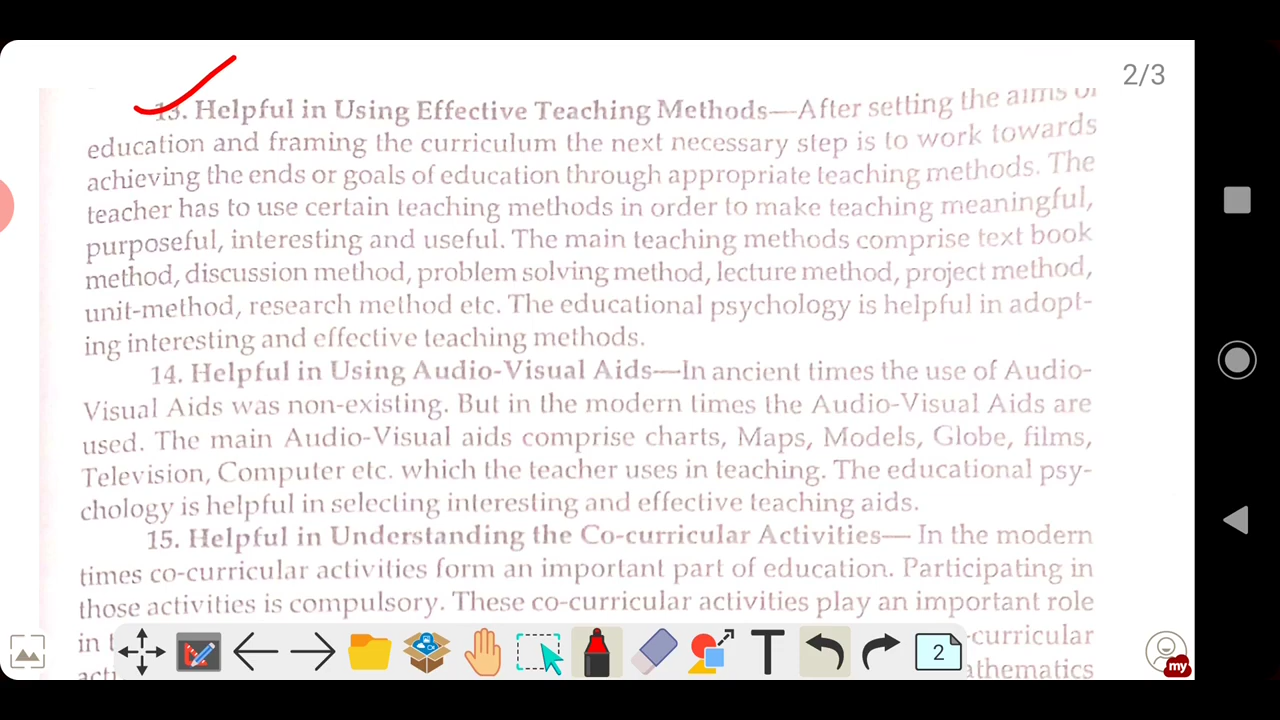 2/3
13. Helpful in Using Effective Teaching Methods—After setting the aims of
education and framing the curriculum the next necessary step is to work towards
achieving the ends or goals of education through appropriate teaching methods. The
teacher has to use certain teaching methods in order to make teaching meaningful,
purposeful, interesting and useful. The main teaching methods comprise text book
method, discussion method, problem solving method, lecture method, project method,
unit-method, research method etc. The educational psychology is helpful in adopt-
ing interesting and effective teaching methods.
14. Helpful in Using Audio-Visual Aids—In ancient times the use of Audio-
Visual Aids was non-existing. But in the modern times the Audio-Visual Aids are
used. The main Audio-Visual aids comprise charts, Maps, Models, Globe, films,
Television, Computer etc. which the teacher uses in teaching. The educational psy-
chology is helpful in selecting interesting and effective teaching aids.
15. Helpful in Understanding the Co-curricular Activities— In the modern
times co-curricular activities form an important part of education. Participating in
those activities is compulsory. These co-curricular activities play an important role
in -curricular
T
2
my